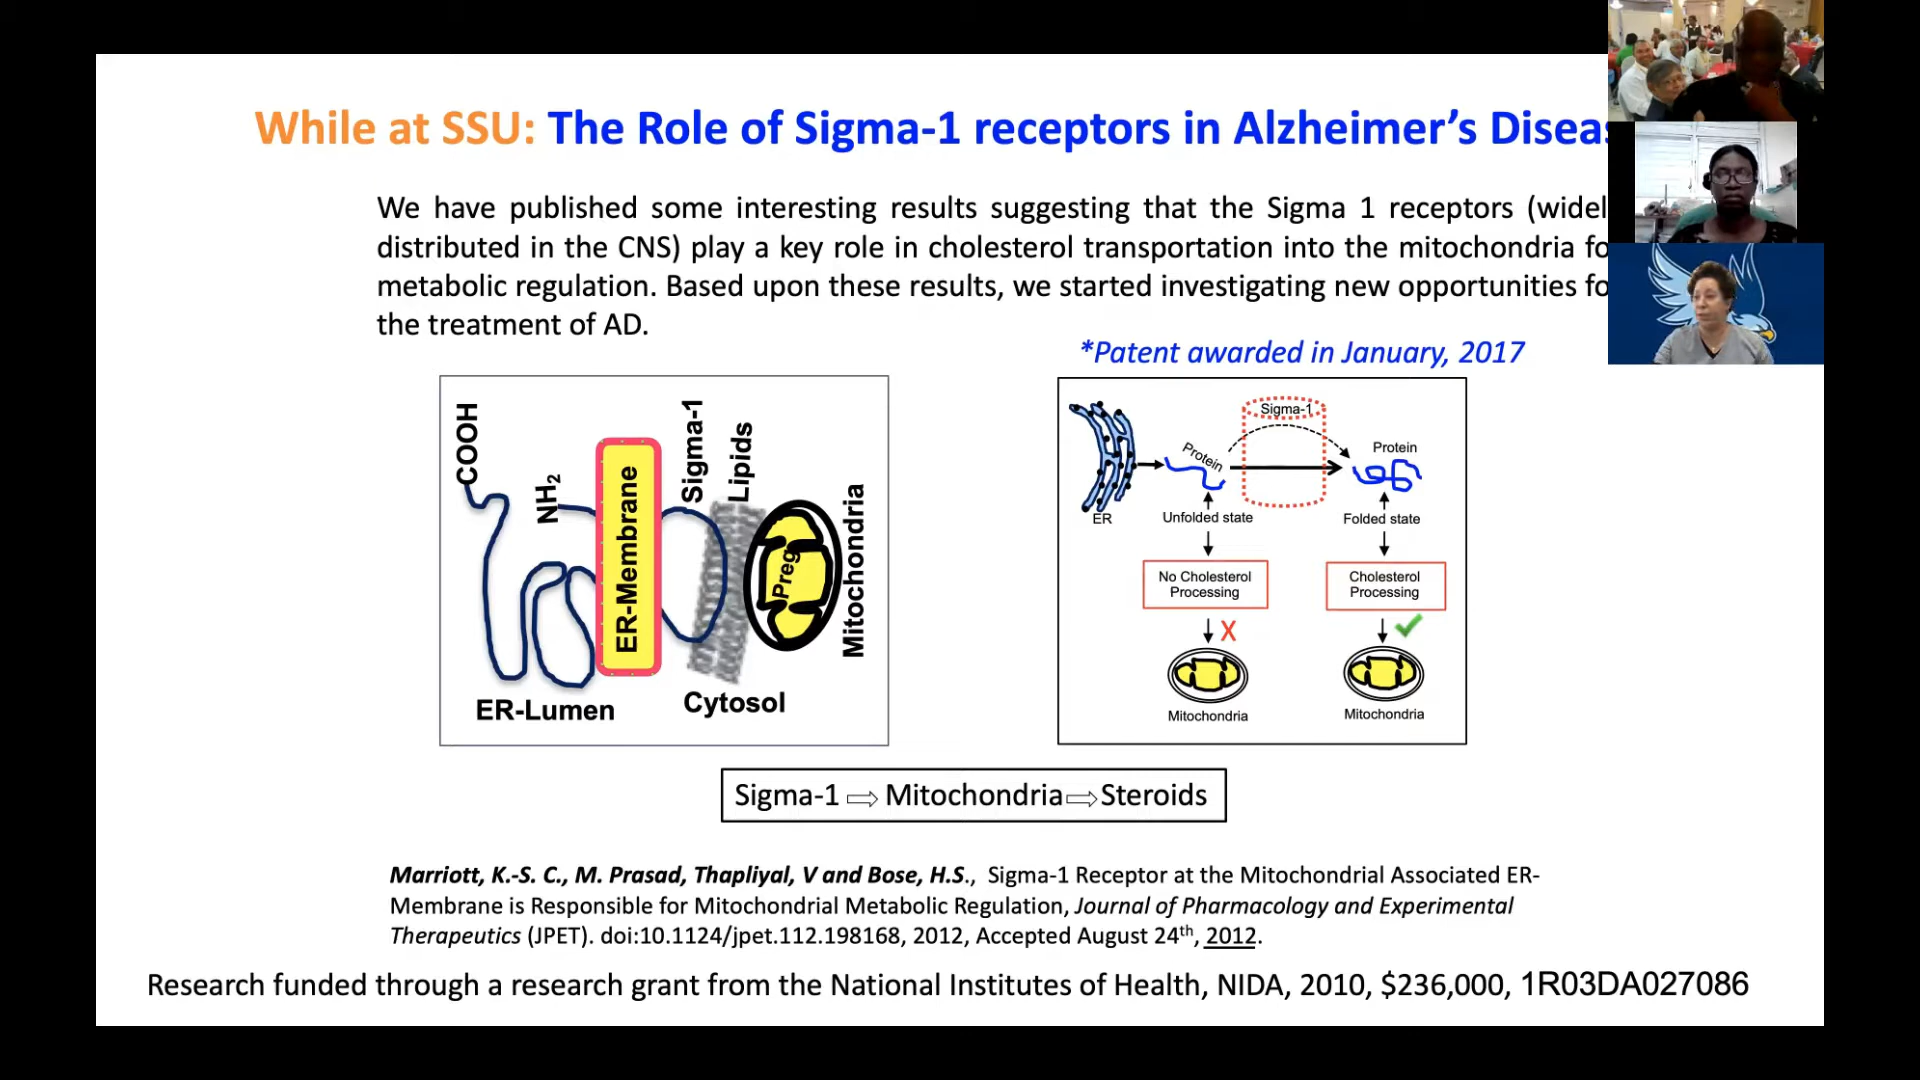 While at SSU: The Role of Sigma-1 receptors in Alzheimer's Diseas
We have published some interesting results suggesting that the Sigma 1 receptors (widel
distributed in the CNS) play a key role in cholesterol transportation into the mitochondria fo
metabolic regulation. Based upon these results, we started investigating new opportunities fo
the treatment of AD.
*Patent awarded in January, 2017
COOH
NH2
ER-Membrane
Sigma-1
Lipids
Preg
Mitochondria
ER-Lumen
Cytosol
Sigma-1
Protein
Protein
ER
Unfolded state
Folded state
No Cholesterol
Processing
Cholesterol
Processing
X
Mitochondria
Mitochondria
Sigma-1 ⇨ Mitochondria⇨Steroids
Marriott, K.-S. C., M. Prasad, Thapliyal, V and Bose, H.S., Sigma-1 Receptor at the Mitochondrial Associated ER-
Membrane is Responsible for Mitochondrial Metabolic Regulation, Journal of Pharmacology and Experimental
Therapeutics (JPET). doi:10.1124/jpet.112.198168, 2012, Accepted August 24th, 2012.
Research funded through a research grant from the National Institutes of Health, NIDA, 2010, $236,000, 1R03DA027086